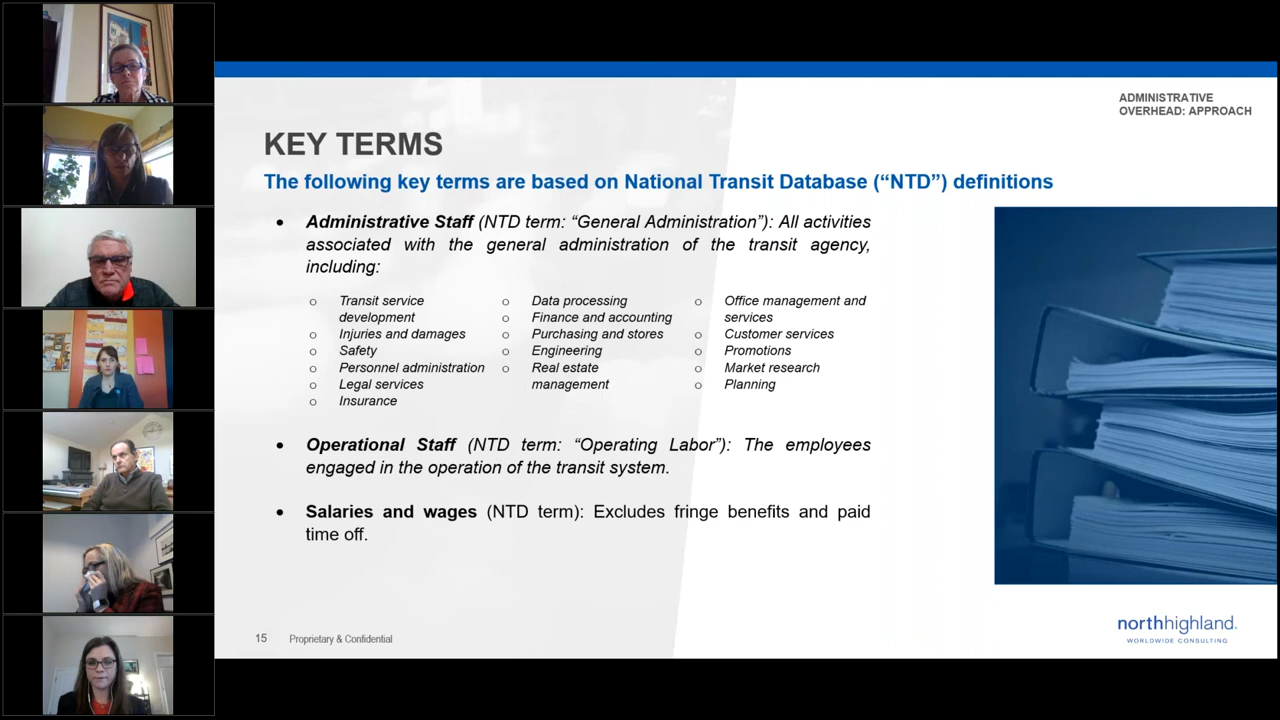 ADMINISTRATIVE
OVERHEAD: APPROACH
KEY TERMS
The following key terms are based on National Transit Database (“NTD”) definitions
• Administrative Staff (NTD term: “General Administration”): All activities
associated with the general administration of the transit agency,
including:
o Transit service
development
o Injuries and damages
o Safety
o Personnel administration
o Legal services
o Insurance
o Data processing
o Finance and accounting
o Purchasing and stores
o Engineering
o Real estate
management
o Office management and
services
o Customer services
o Promotions
o Market research
o Planning
• Operational Staff (NTD term: “Operating Labor”): The employees
engaged in the operation of the transit system.
• Salaries and wages (NTD term): Excludes fringe benefits and paid
time off.
15 Proprietary & Confidential
northhighland.
WORLDWIDE CONSULTING